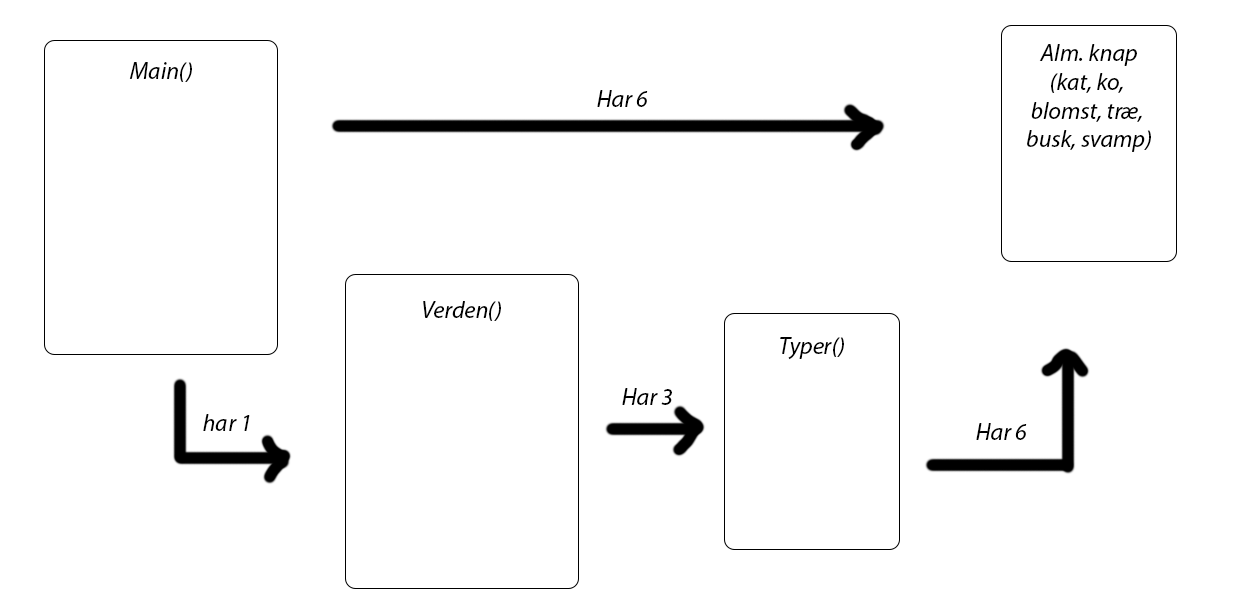 Main()
Har 6
Alm. knap
(kat, ko,
blomst, træ,
busk, svamp)
har 1
Verden()
Har 3
Typer()
Har 6